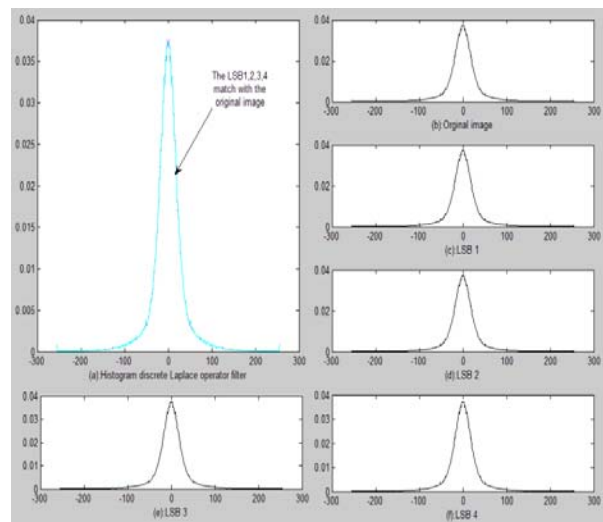 0.04
0.035
0.03
0.025
0.02
0.015
0.01
0.005
0
-300 -200 -100 0 100 200 300
The LSB1,2,3,4
match with the
original image
(a):Histogram discrete Laplace operator filter
0.04
0.02
0
-300 -200 -100 0 100 200 300
(b):Orginal image
0.04
0.02
0
-300 -200 -100 0 100 200 300
(c):LSB 1
0.04
0.02
0
-300 -200 -100 0 100 200 300
(d):LSB 2
0.04
0.03
0.02
0.01
0
-300 -200 -100 0 100 200 300
(e):LSB 3
0.04
0.02
0
-300 -200 -100 0 100 200 300
(f):LSB 4